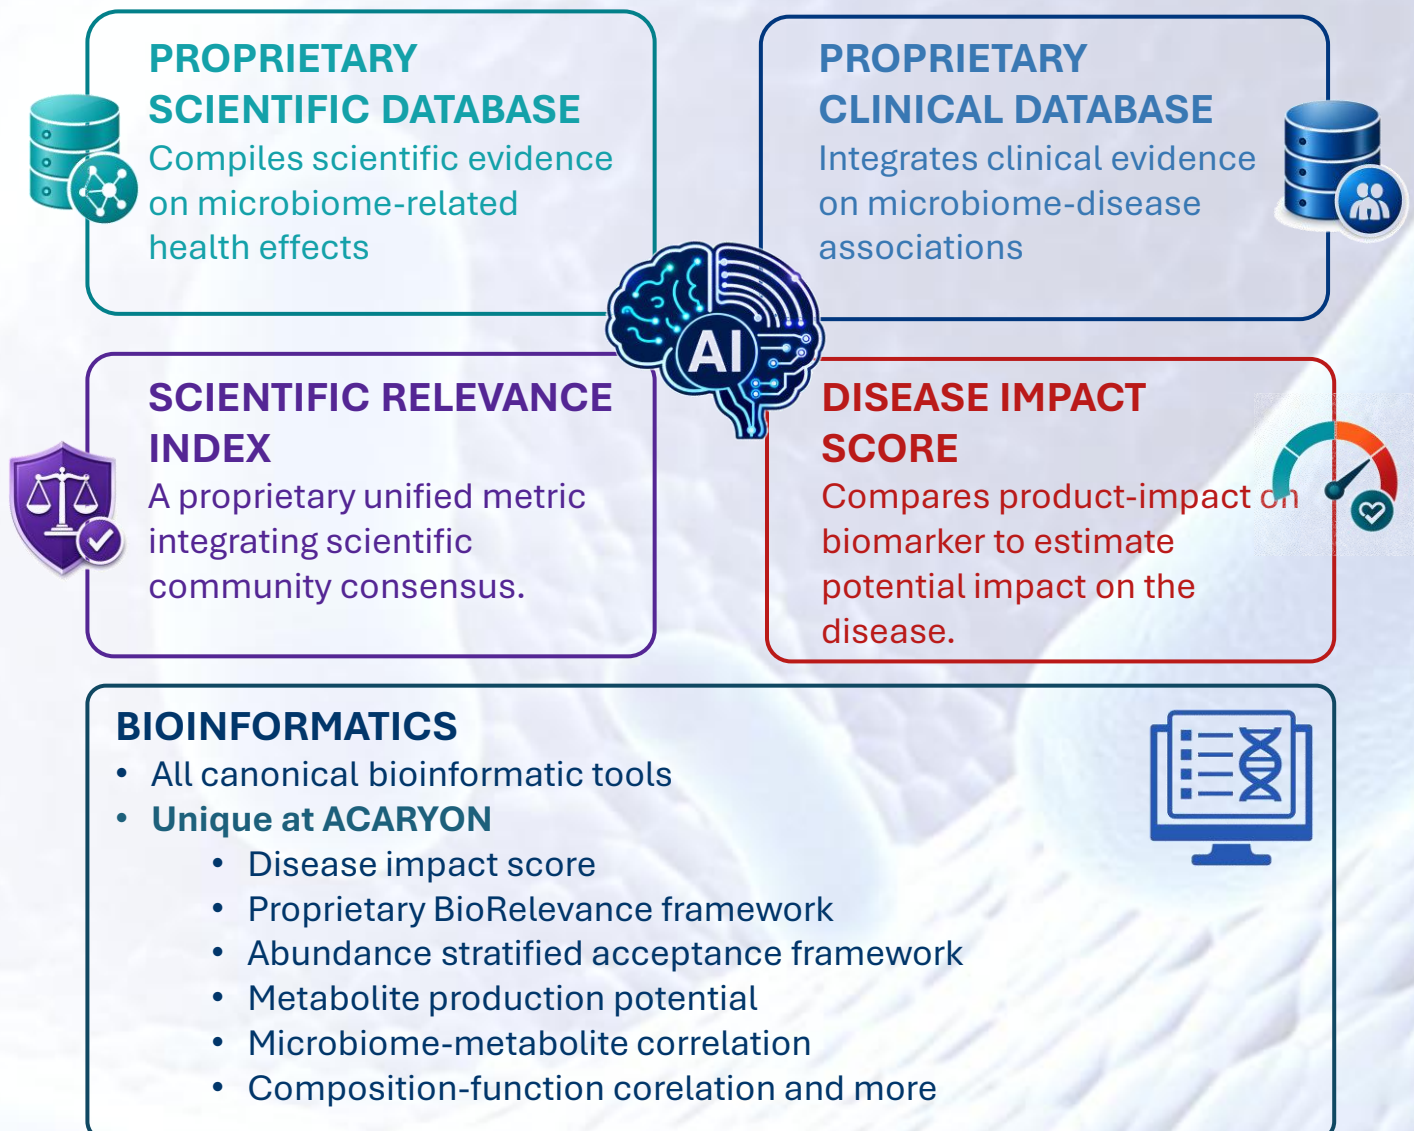 PROPRIETARY
SCIENTIFIC DATABASE
Compiles scientific evidence
on microbiome-related
health effects
PROPRIETARY
CLINICAL DATABASE
Integrates clinical evidence
on microbiome-disease
associations
AI
SCIENTIFIC RELEVANCE
INDEX
A proprietary unified metric
integrating scientific
community consensus.
DISEASE IMPACT
SCORE
Compares product-impact on
biomarker to estimate
potential impact on the
disease.
BIOINFORMATICS
• All canonical bioinformatic tools
• Unique at ACARYON
• Disease impact score
• Proprietary BioRelevance framework
• Abundance stratified acceptance framework
• Metabolite production potential
• Microbiome-metabolite correlation
• Composition-function corelation and more